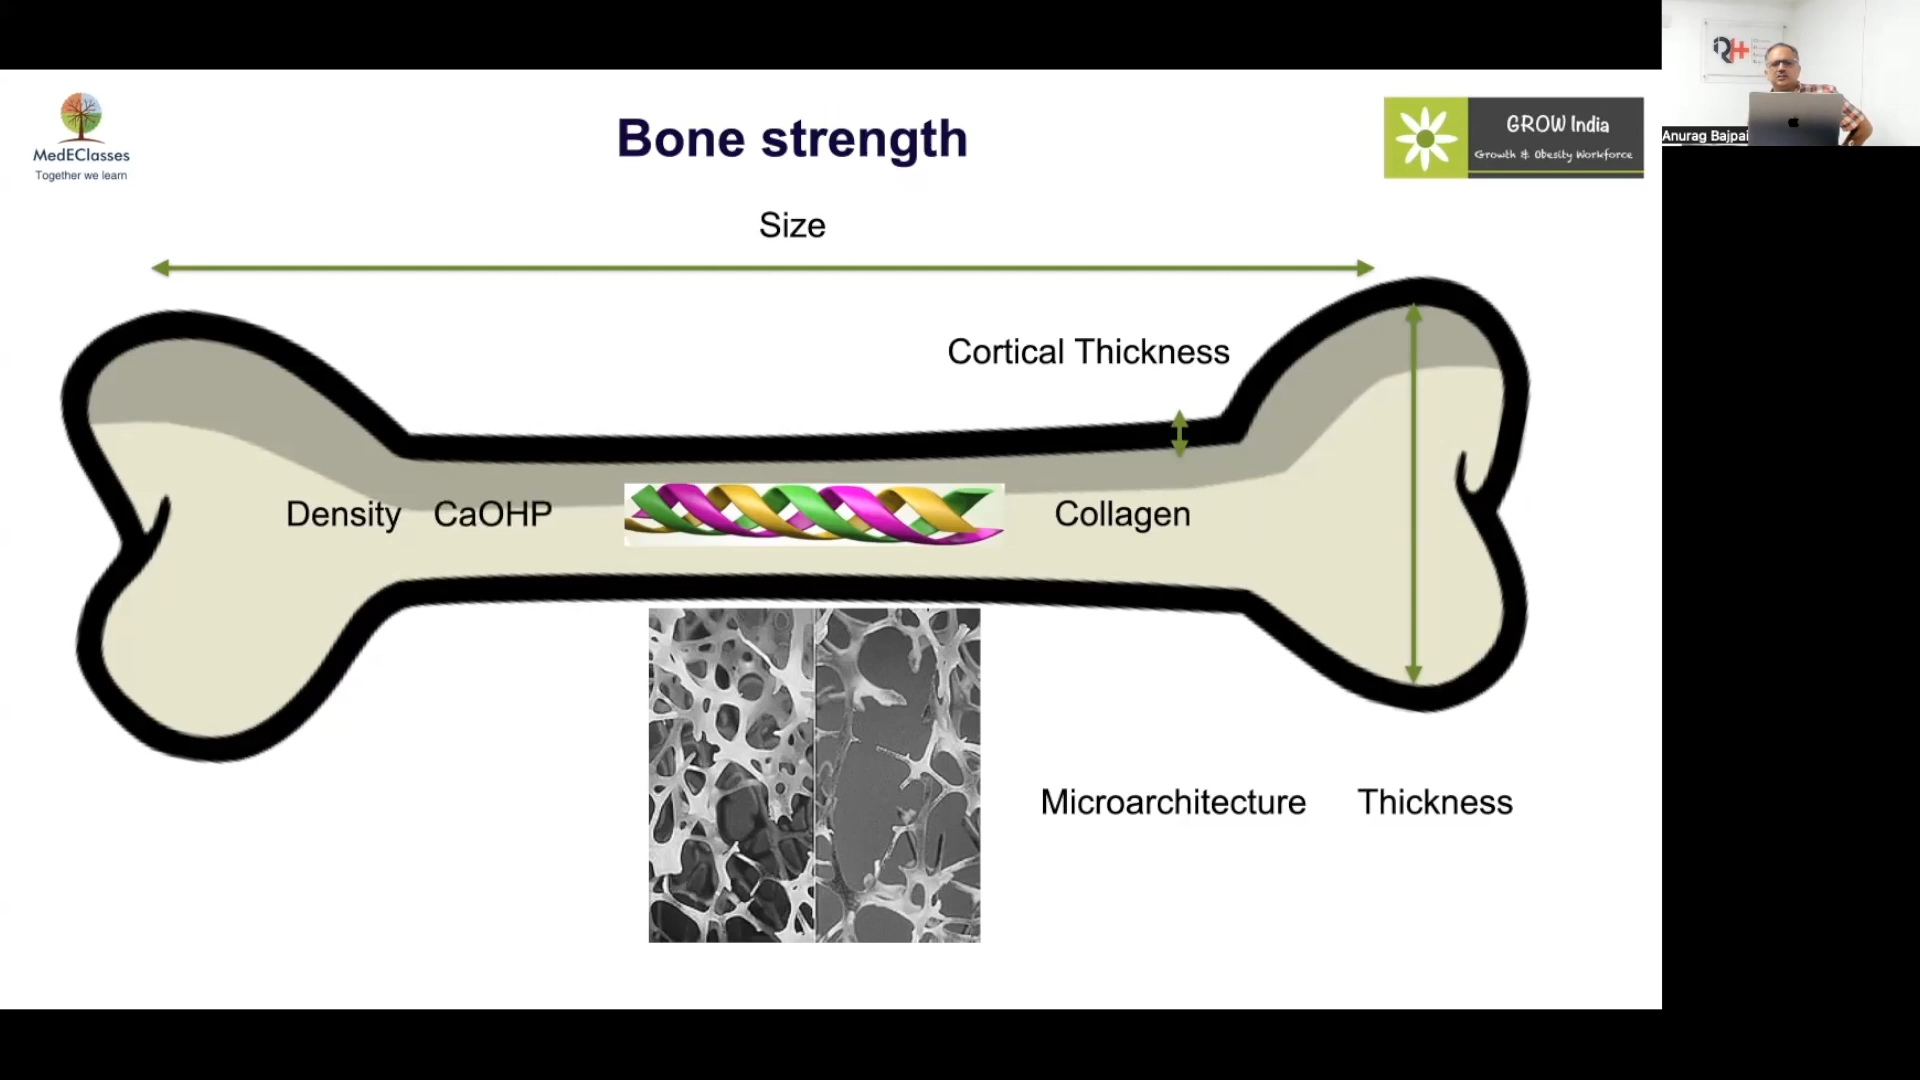 MedEClasses
Together we learn
Bone strength
GROW India
Growth & Obesity Workforce
Anurag Bajpai
Size
Cortical Thickness
Density CaOHP Collagen
Microarchitecture Thickness